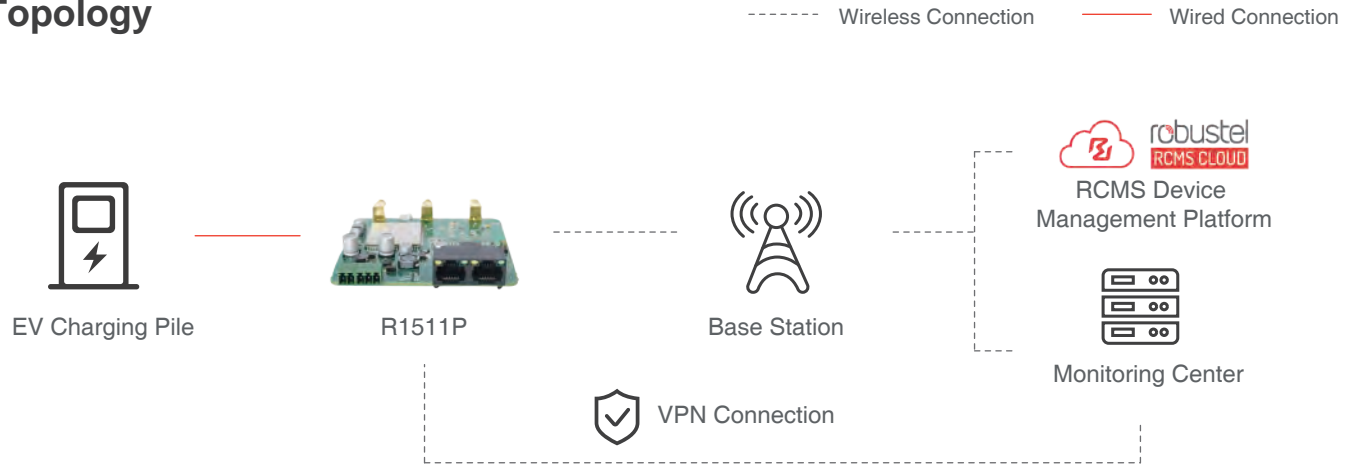 Topology
Wireless Connection
Wired Connection
robustel
RCMS CLOUD
RCMS Device
Management Platform
EV Charging Pile
R1511P
Base Station
Monitoring Center
VPN Connection